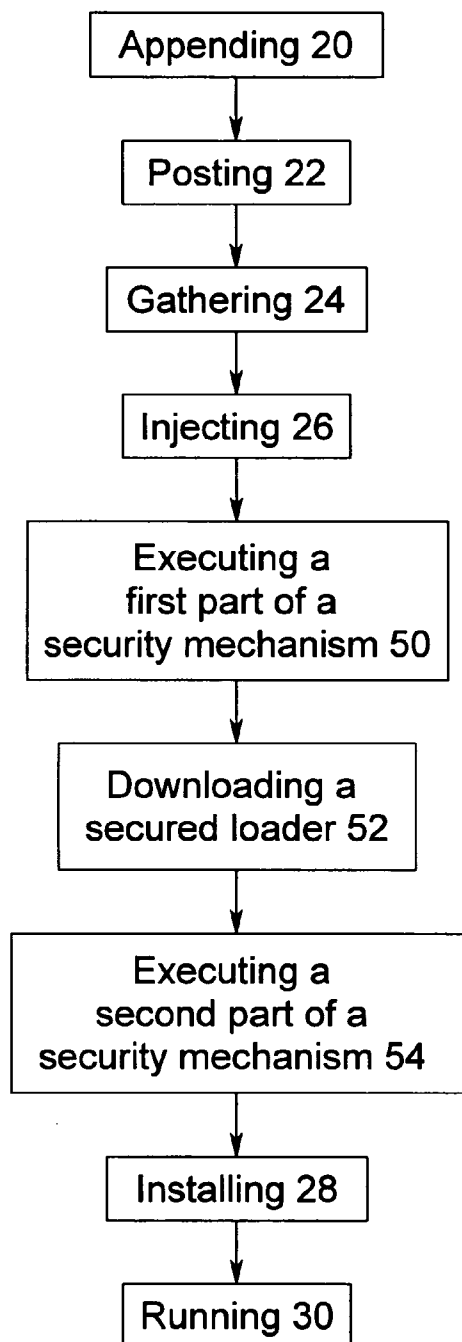 Appending 20
Posting 22
Gathering 24
Injecting 26
Executing a
first part of a
security mechanism 50
Downloading a
secured loader 52
Executing a
second part of a
security mechanism 54
Installing 28
Running 30